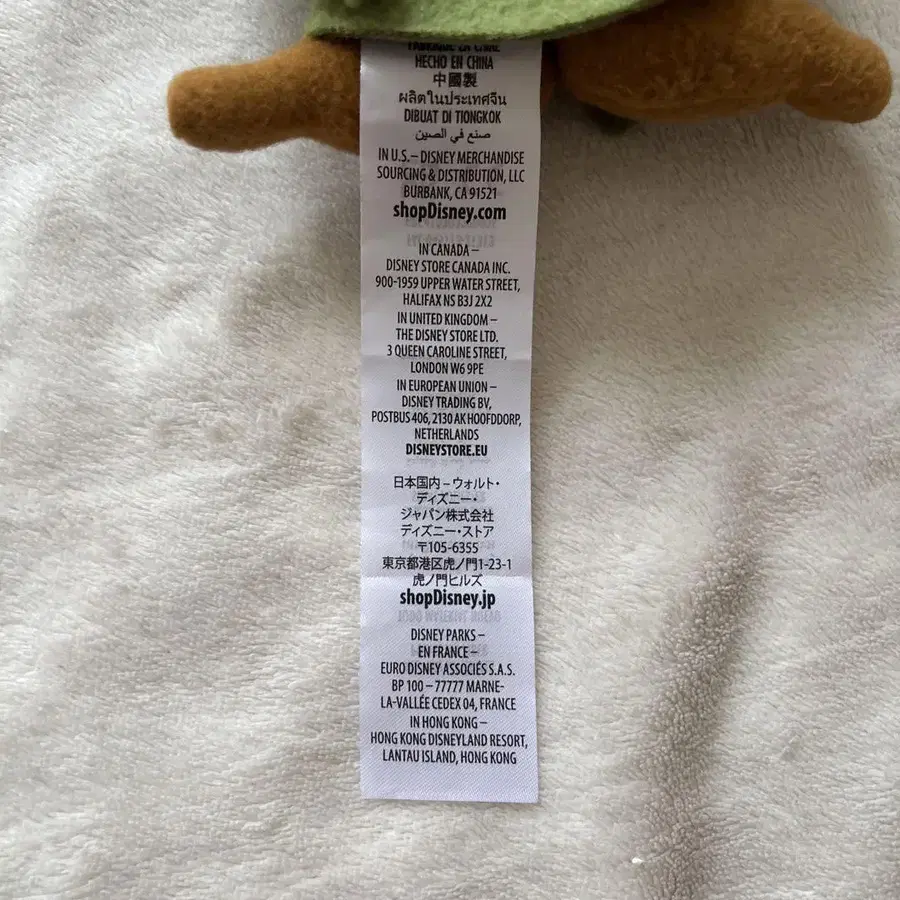 HECHO EN CHINA
中國製
ผลิตในประเทศจีน
DIBUAT DI TIONGKOK
صنع في الصين
IN U.S. – DISNEY MERCHANDISE
SOURCING & DISTRIBUTION, LLC
BURBANK, CA 91521
shopDisney.com
IN CANADA –
DISNEY STORE CANADA INC.
900-1959 UPPER WATER STREET,
HALIFAX NS B3J 2X2
IN UNITED KINGDOM –
THE DISNEY STORE LTD.
3 QUEEN CAROLINE STREET,
LONDON W6 9PE
IN EUROPEAN UNION –
DISNEY TRADING BV,
POSTBUS 406, 2130 AK HOOFDDORP,
NETHERLANDS
DISNEYSTORE.EU
日本国内 – ウォルト・
ディズニー・
ジャパン株式会社
ディズニー・ストア
〒105-6355
東京都港区虎ノ門1-23-1
虎ノ門ヒルズ
shopDisney.jp
DISNEY PARKS –
EN FRANCE –
EURO DISNEY ASSOCIÉS S.A.S.
BP 100 – 77777 MARNE-
LA-VALLÉE CEDEX 04, FRANCE
IN HONG KONG –
HONG KONG DISNEYLAND RESORT,
LANTAU ISLAND, HONG KONG